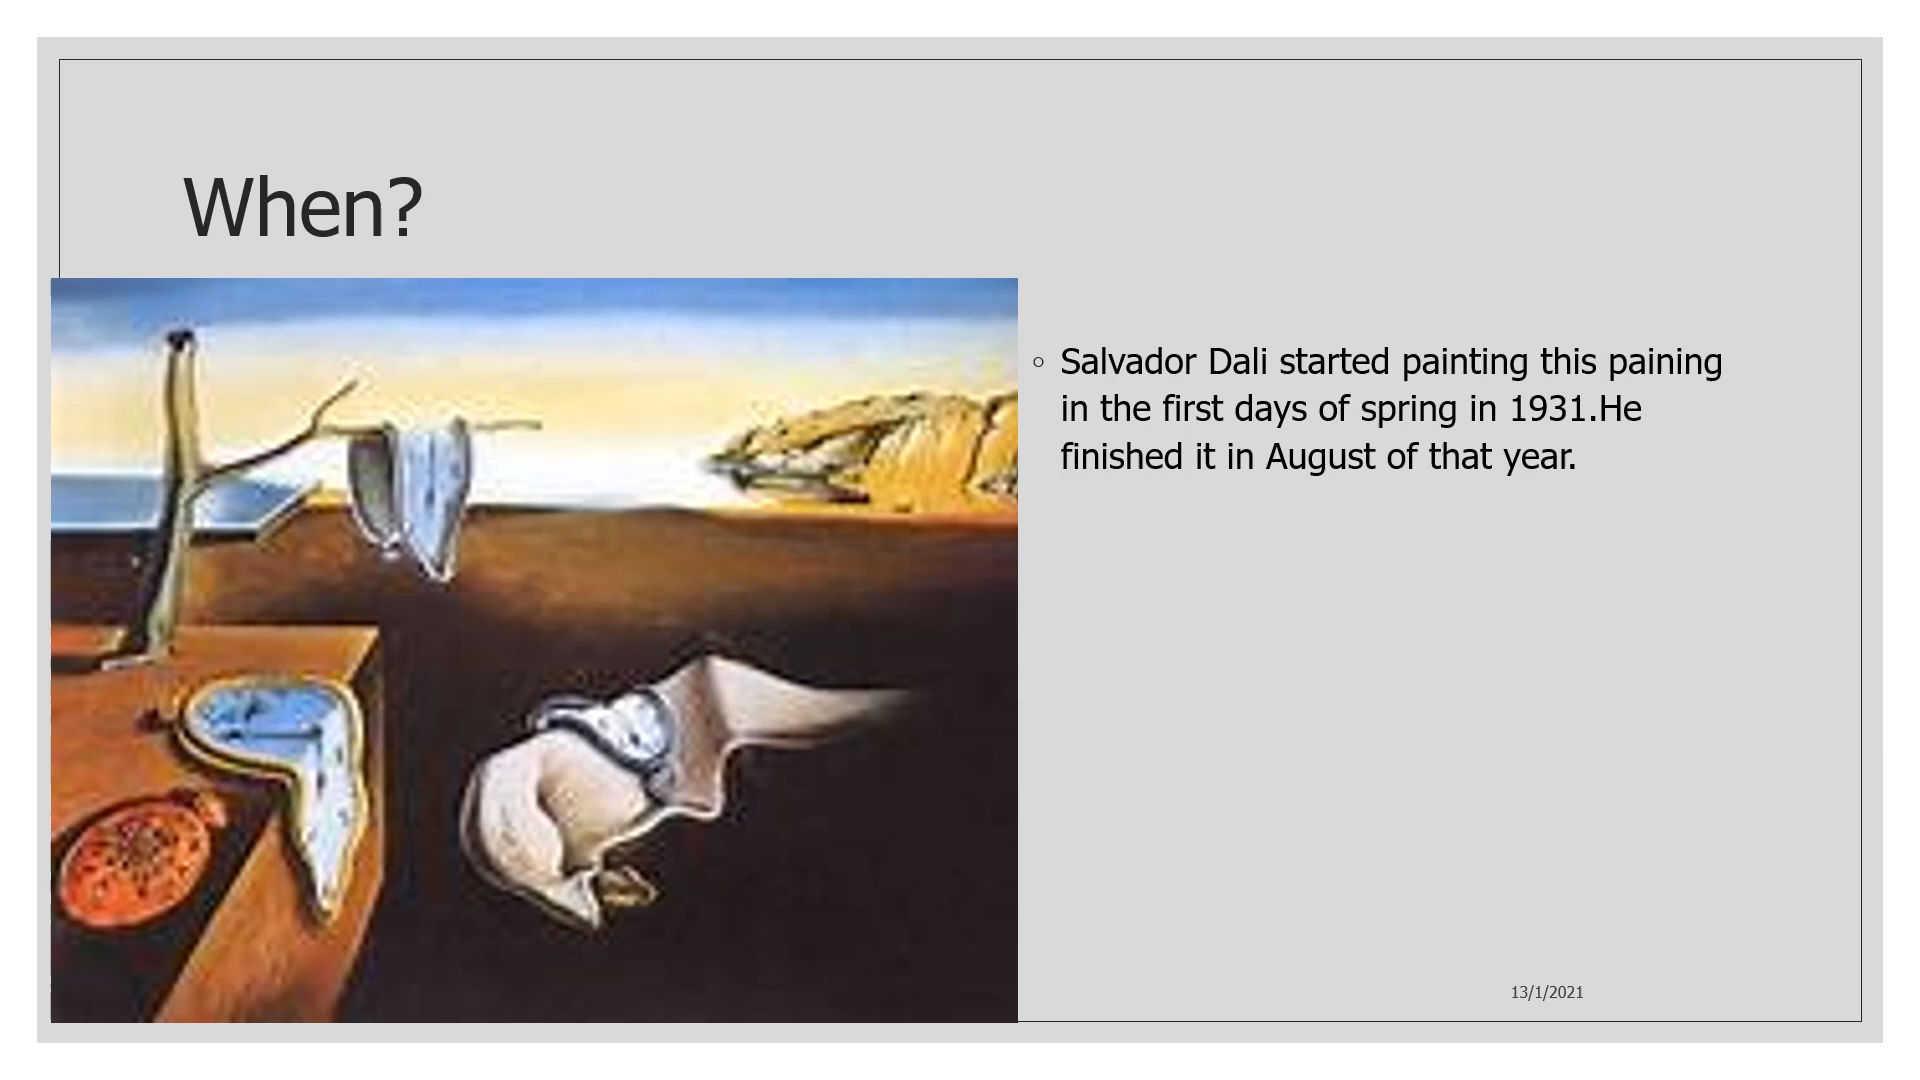 When?
◦ Salvador Dali started painting this paining
in the first days of spring in 1931.He
finished it in August of that year.
13/1/2021